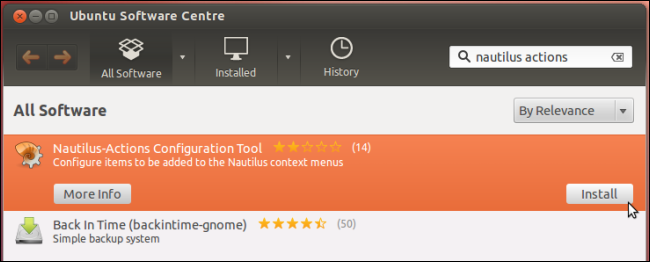 Ubuntu Software Centre
All Software
Installed
History
nautilus actions
All Software
By Relevance
Nautilus-Actions Configuration Tool (14)
Configure items to be added to the Nautilus context menus
More Info
Install
Back In Time (backintime-gnome) (50)
Simple backup system